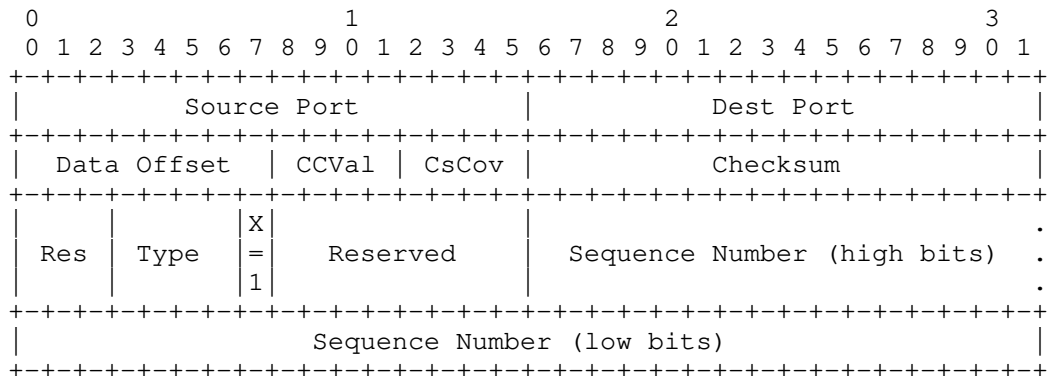 0                   1                   2                   3
 0 1 2 3 4 5 6 7 8 9 0 1 2 3 4 5 6 7 8 9 0 1 2 3 4 5 6 7 8 9 0 1
+-+-+-+-+-+-+-+-+-+-+-+-+-+-+-+-+-+-+-+-+-+-+-+-+-+-+-+-+-+-+-+-+
|          Source Port          |           Dest Port           |
+-+-+-+-+-+-+-+-+-+-+-+-+-+-+-+-+-+-+-+-+-+-+-+-+-+-+-+-+-+-+-+-+
|  Data Offset  | CCVal | CsCov |           Checksum            |
+-+-+-+-+-+-+-+-+-+-+-+-+-+-+-+-+-+-+-+-+-+-+-+-+-+-+-+-+-+-+-+-+
|     |       |X|               |                               .
| Res | Type  |=|   Reserved    |  Sequence Number (high bits)  .
|     |       |1|               |                               .
+-+-+-+-+-+-+-+-+-+-+-+-+-+-+-+-+-+-+-+-+-+-+-+-+-+-+-+-+-+-+-+-+
|                  Sequence Number (low bits)                   |
+-+-+-+-+-+-+-+-+-+-+-+-+-+-+-+-+-+-+-+-+-+-+-+-+-+-+-+-+-+-+-+-+